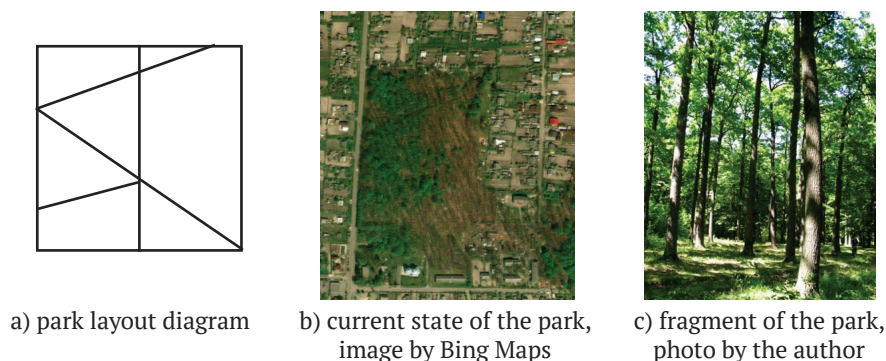 a) park layout diagram
b) current state of the park,
image by Bing Maps
c) fragment of the park,
photo by the author